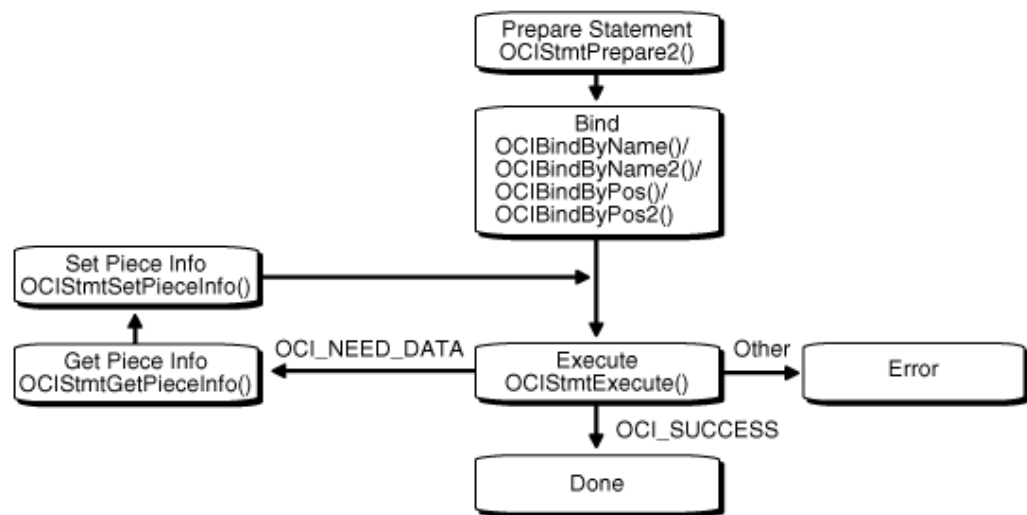 Prepare Statement
OCIStmtPrepare2()
Bind
OCIBindByName()/
OCIBindByName2()/
OCIBindByPos()/
OCIBindByPos2()
Set Piece Info
OCIStmtSetPieceInfo()
Get Piece Info
OCIStmtGetPieceInfo()
OCI_NEED_DATA
Execute
OCIStmtExecute()
Other
Error
OCI_SUCCESS
Done